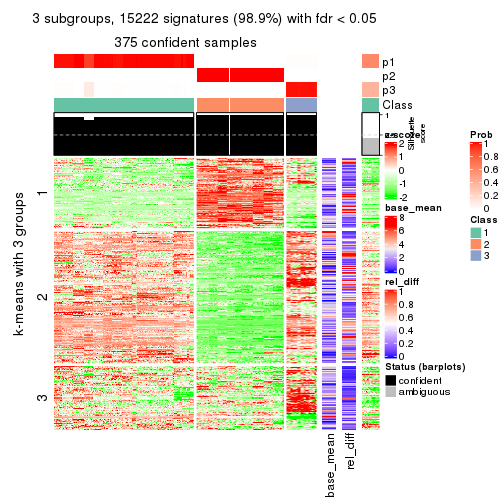 3 subgroups, 15222 signatures (98.9%) with fdr < 0.05
375 confident samples
p1
p2
p3
Class
1
Silhouette
score
z-score
2
1
0
-1
-2
base_mean
8
6
4
2
0
rel_diff
1
0.8
0.6
0.4
0.2
0
Status (barplots)
confident
ambiguous
Prob
1
0.8
0.6
0.4
0.2
0
Class
1
2
3
k-means with 3 groups
1
2
3
base_mean
rel_diff